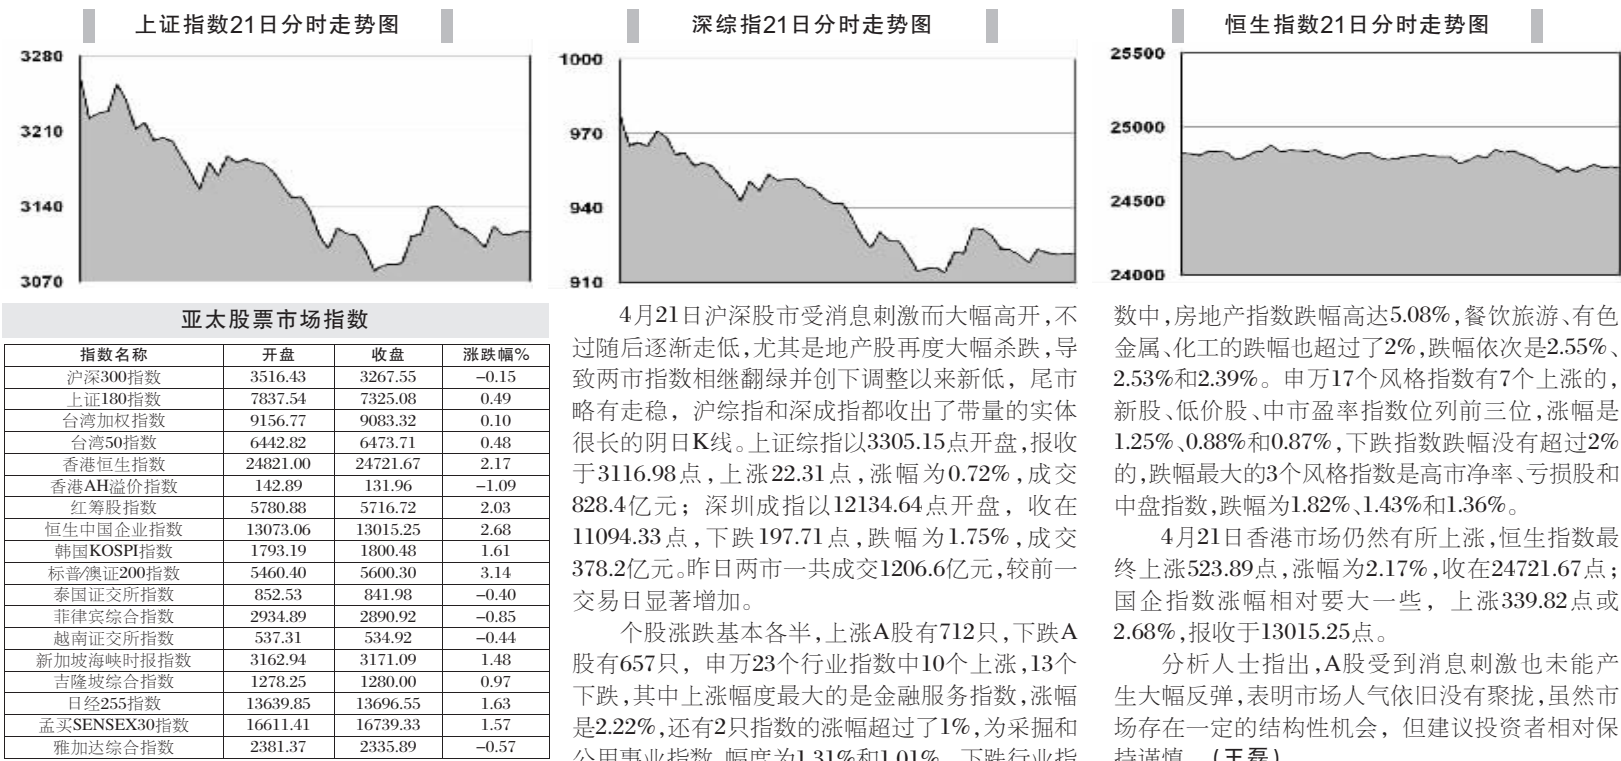 上证指数21日分时走势图
3280
3210
3140
3070
深综指21日分时走势图
1000
970
940
910
恒生指数21日分时走势图
25500
25000
24500
24000
亚太股票市场指数
指数名称 开盘 收盘 涨跌幅%
沪深300指数 3516.43 3267.55 –0.15
上证180指数 7837.54 7325.08 0.49
台湾加权指数 9156.77 9083.32 0.10
台湾50指数 6442.82 6473.71 0.48
香港恒生指数 24821.00 24721.67 2.17
香港AH溢价指数 142.89 131.96 –1.09
红筹股指数 5780.88 5716.72 2.03
恒生中国企业指数 13073.06 13015.25 2.68
韩国KOSPI指数 1793.19 1800.48 1.61
标普/澳证200指数 5460.40 5600.30 3.14
泰国证交所指数 852.53 841.98 –0.40
菲律宾综合指数 2934.89 2890.92 –0.85
越南证交所指数 537.31 534.92 –0.44
新加坡海峡时报指数 3162.94 3171.09 1.48
吉隆坡综合指数 1278.25 1280.00 0.97
日经255指数 13639.85 13696.55 1.63
孟买SENSEX30指数 16611.41 16739.33 1.57
雅加达综合指数 2381.37 2335.89 –0.57
4月21日沪深股市受消息刺激而大幅高开,不
过随后逐渐走低,尤其是地产股再度大幅杀跌,导
致两市指数相继翻绿并创下调整以来新低，尾市
略有走稳，沪综指和深成指都收出了带量的实体
很长的阴日K线。上证综指以3305.15点开盘,报收
于3116.98点,上涨22.31点,涨幅为0.72%,成交
828.4亿元；深圳成指以12134.64点开盘，收在
11094.33点,下跌197.71点,跌幅为1.75%,成交
378.2亿元。昨日两市一共成交1206.6亿元,较前一
交易日显著增加。
个股涨跌基本各半,上涨A股有712只,下跌A
股有657只，申万23个行业指数中10个上涨,13个
下跌,其中上涨幅度最大的是金融服务指数,涨幅
是2.22%,还有2只指数的涨幅超过了1%,为采掘和
公用事业指数,幅度为1.31%和1.01%。下跌行业指
数中,房地产指数跌幅高达5.08%,餐饮旅游、有色
金属、化工的跌幅也超过了2%,跌幅依次是2.55%、
2.53%和2.39%。申万17个风格指数有7个上涨的,
新股、低价股、中市盈率指数位列前三位,涨幅是
1.25%、0.88%和0.87%,下跌指数跌幅没有超过2%
的,跌幅最大的3个风格指数是高市净率、亏损股和
中盘指数,跌幅为1.82%、1.43%和1.36%。
4月21日香港市场仍然有所上涨,恒生指数最
终上涨523.89点,涨幅为2.17%,收在24721.67点；
国企指数涨幅相对要大一些，上涨339.82点或
2.68%,报收于13015.25点。
分析人士指出,A股受到消息刺激也未能产
生大幅反弹,表明市场人气依旧没有聚拢,虽然市
场存在一定的结构性机会，但建议投资者相对保
持谨慎。(王磊)